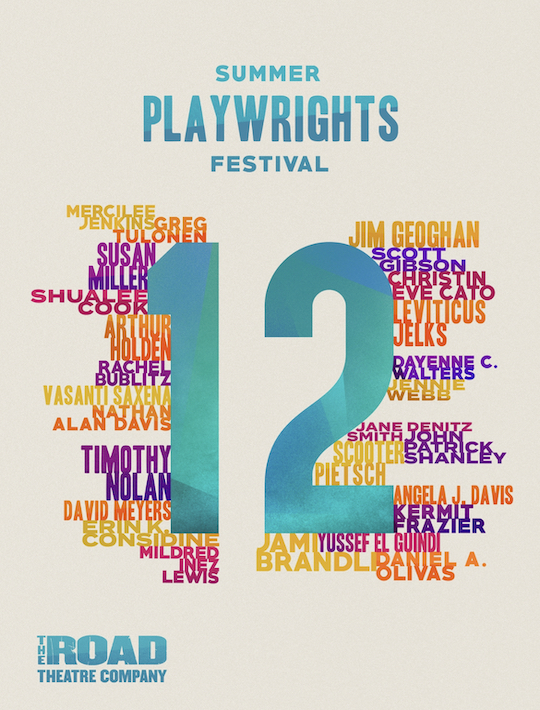 SUMMER
PLAYWRIGHTS
FESTIVAL
MERCILEE
JENKINS
GREG
TULONEN
SUSAN
MILLER
SHUALEE
COOK
ARTHUR
HOLDEN
RACHEL
BUBLITZ
VASANTI SAXENA
NATHAN
ALAN DAVIS
TIMOTHY
NOLAN
DAVID MEYERS
ERIN K.
CONSIDINE
MILDRED
INEZ
LEWIS
12
JIM GEOGHAN
SCOTT
GIBSON
CHRISTIN
EVE CATO
LEVITICUS
JELKS
DAYENNE C.
WALTERS
JENNIE
WEBB
JANE DENITZ
SMITH
JOHN
PATRICK
SHANLEY
SCOOTER
PIETSCH
ANGELA J. DAVIS
KERMIT
FRAZIER
JAMI
BRANDLI
YUSSEF EL GUINDI
DANIEL A.
OLIVAS
THE ROAD
THEATRE COMPANY